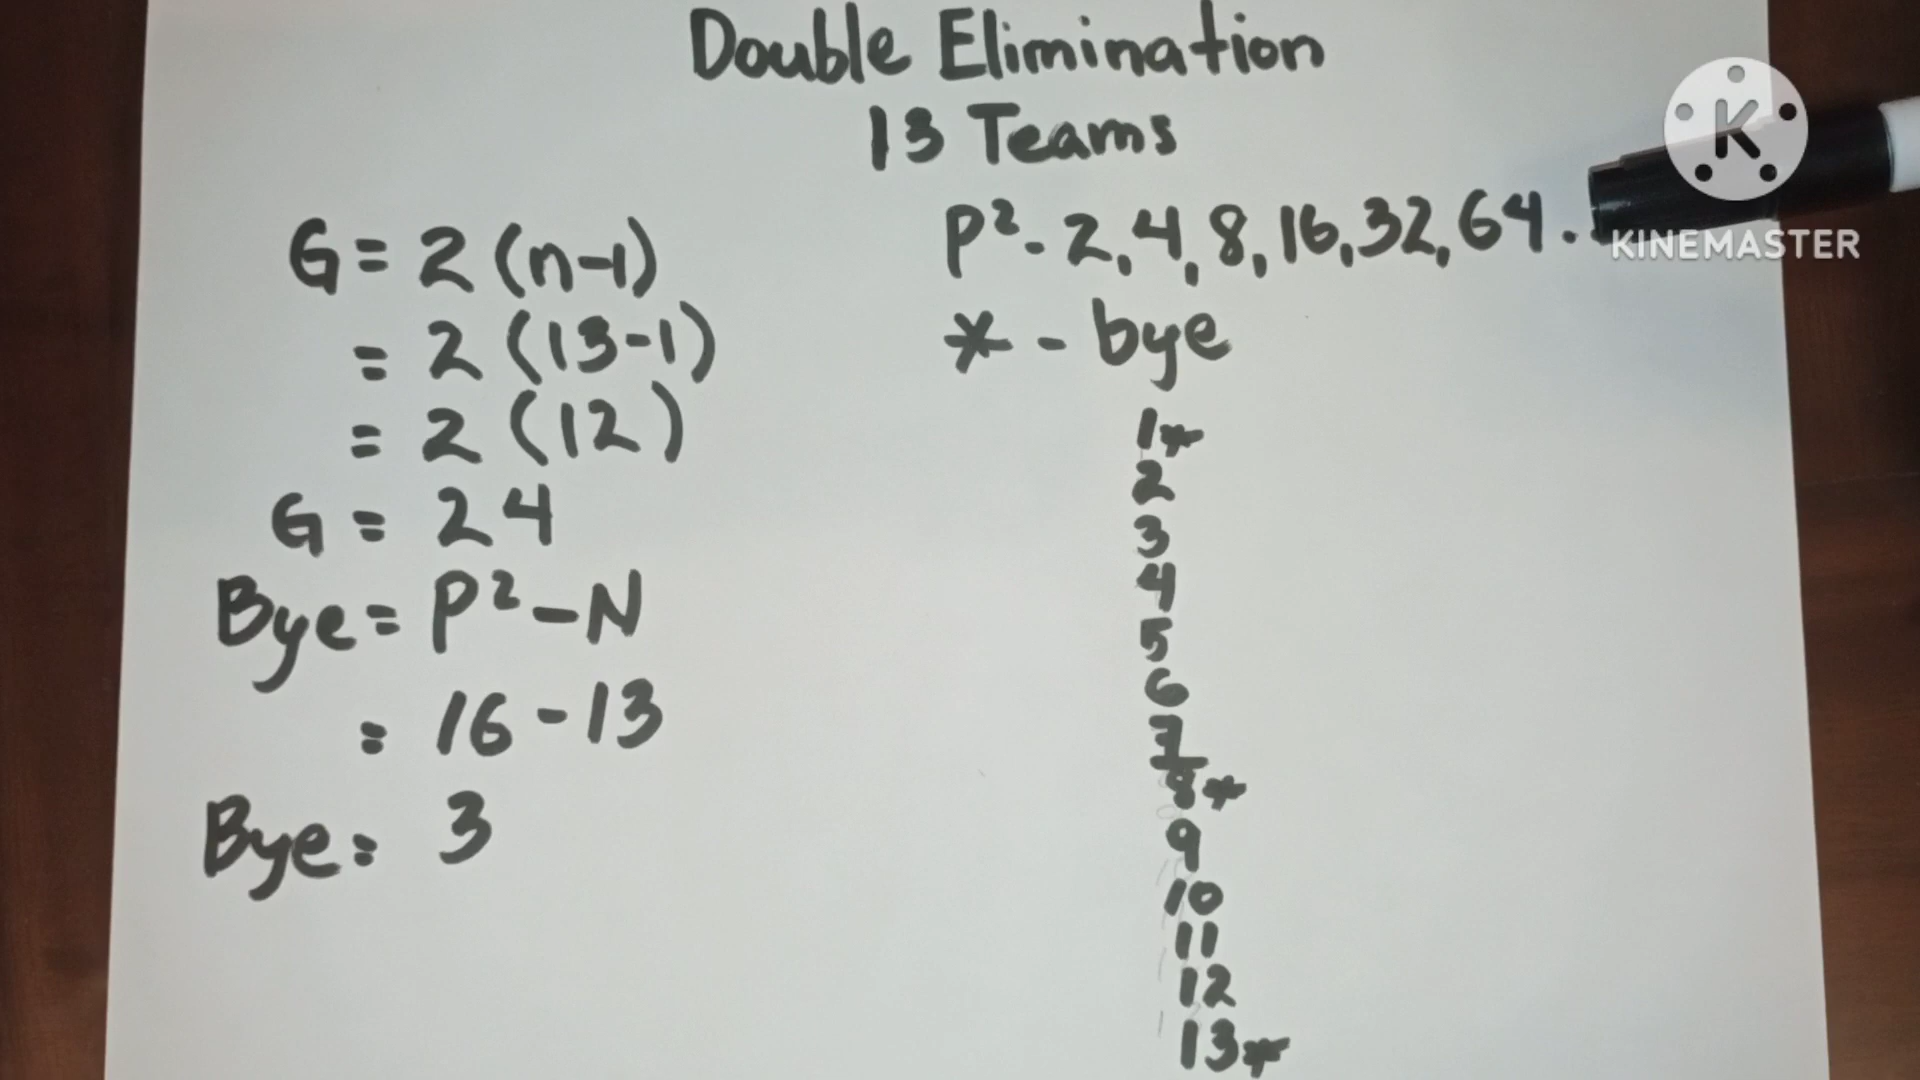 Double Elimination
13 Teams
G = 2 (n-1)
= 2 (13-1)
= 2 (12)
G = 24
Bye = P² - N
= 16 - 13
Bye = 3
P² - 2, 4, 8, 16, 32, 64 . .
* - bye
1*
2
3
4
5
6
7
8*
9
10
11
12
13*
K
KINEMASTER